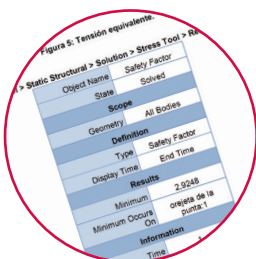 Figura 5: Tensión equivalente.
> Static Structural > Solution > Stress Tool >
Object Name Safety Factor
State Solved
Scope
Geometry All Bodies
Definition
Type Safety Factor
Display Time End Time
Results
Minimum 2,9248
Minimum Occurs On orejeta de la punta:1
Information
Time